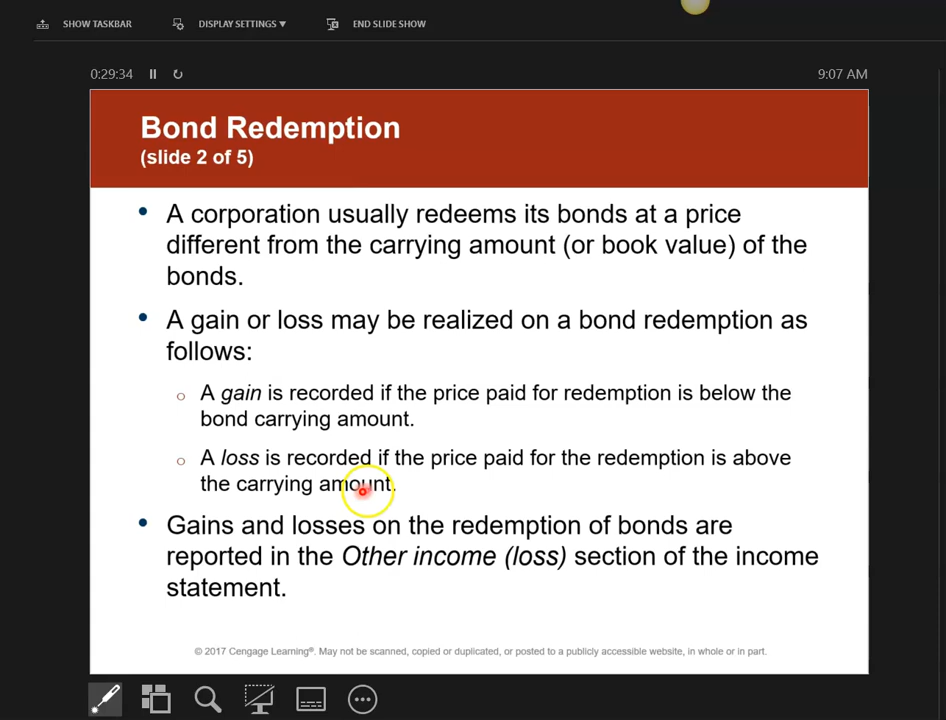 SHOW TASKBAR DISPLAY SETTINGS ▼ END SLIDE SHOW
0:29:34 9:07 AM
Bond Redemption
(slide 2 of 5)
• A corporation usually redeems its bonds at a price
different from the carrying amount (or book value) of the
bonds.
• A gain or loss may be realized on a bond redemption as
follows:
o A gain is recorded if the price paid for redemption is below the
bond carrying amount.
o A loss is recorded if the price paid for the redemption is above
the carrying amount.
• Gains and losses on the redemption of bonds are
reported in the Other income (loss) section of the income
statement.
© 2017 Cengage Learning®. May not be scanned, copied or duplicated, or posted to a publicly accessible website, in whole or in part.